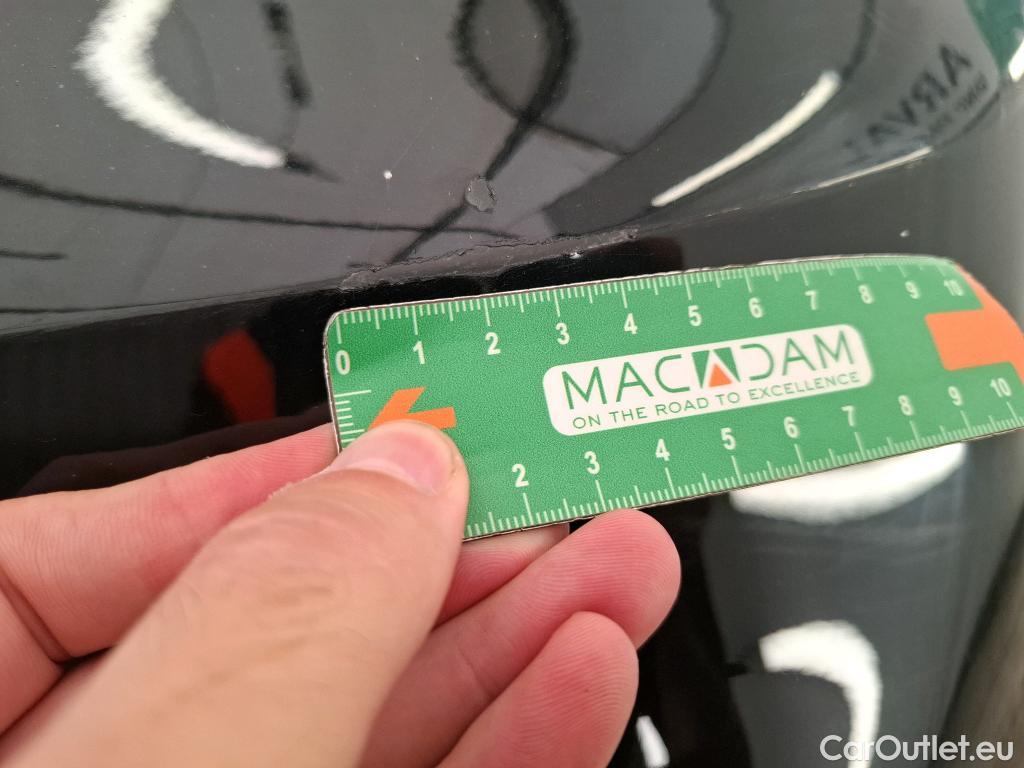 ARVAL
0 1 2 3 4 5 6 7 8 9 10
MACADAM
ON THE ROAD TO EXCELLENCE
2 3 4 5 6 7 8 9 10
CarOutlet.eu